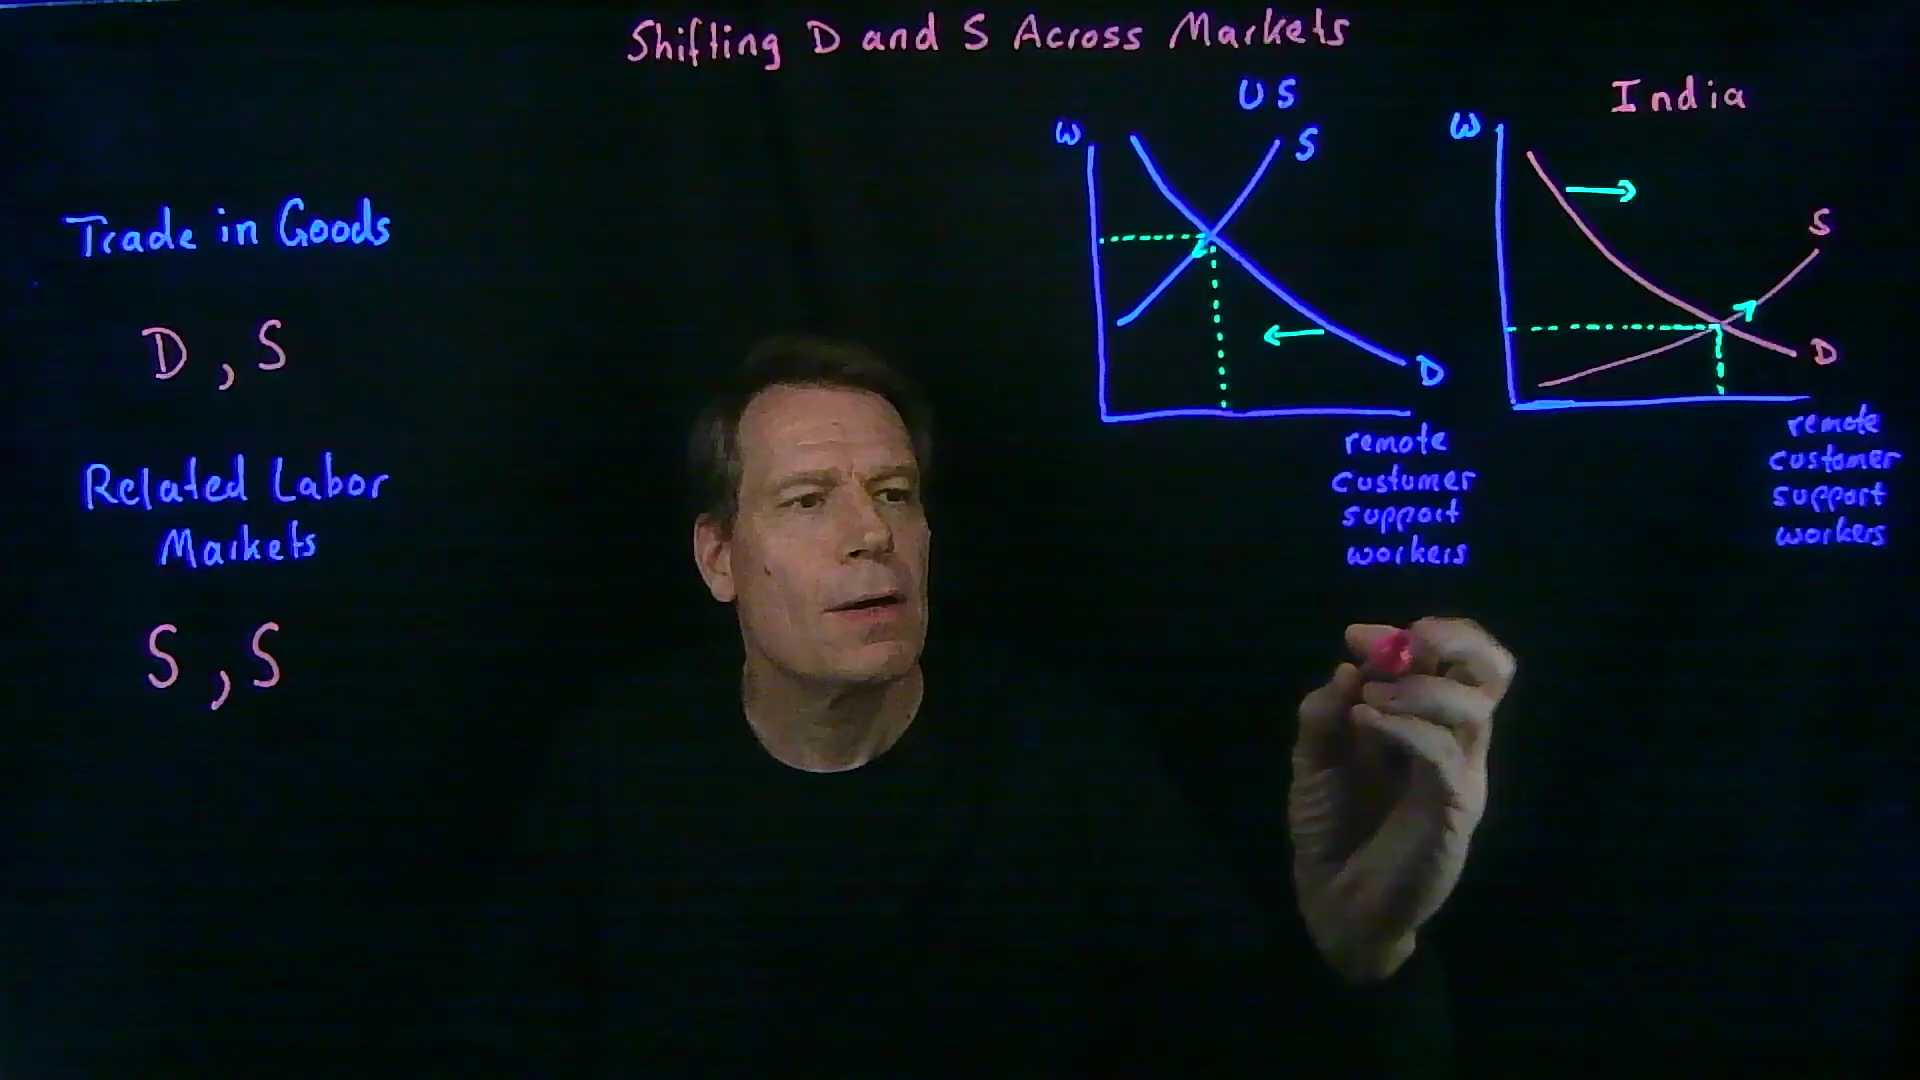 Shifting D and S Across Markets
Trade in Goods
D , S
Related Labor
Markets
S , S
US
W
S
D
remote
customer
support
workers
India
W
S
D
remote
customer
support
workers